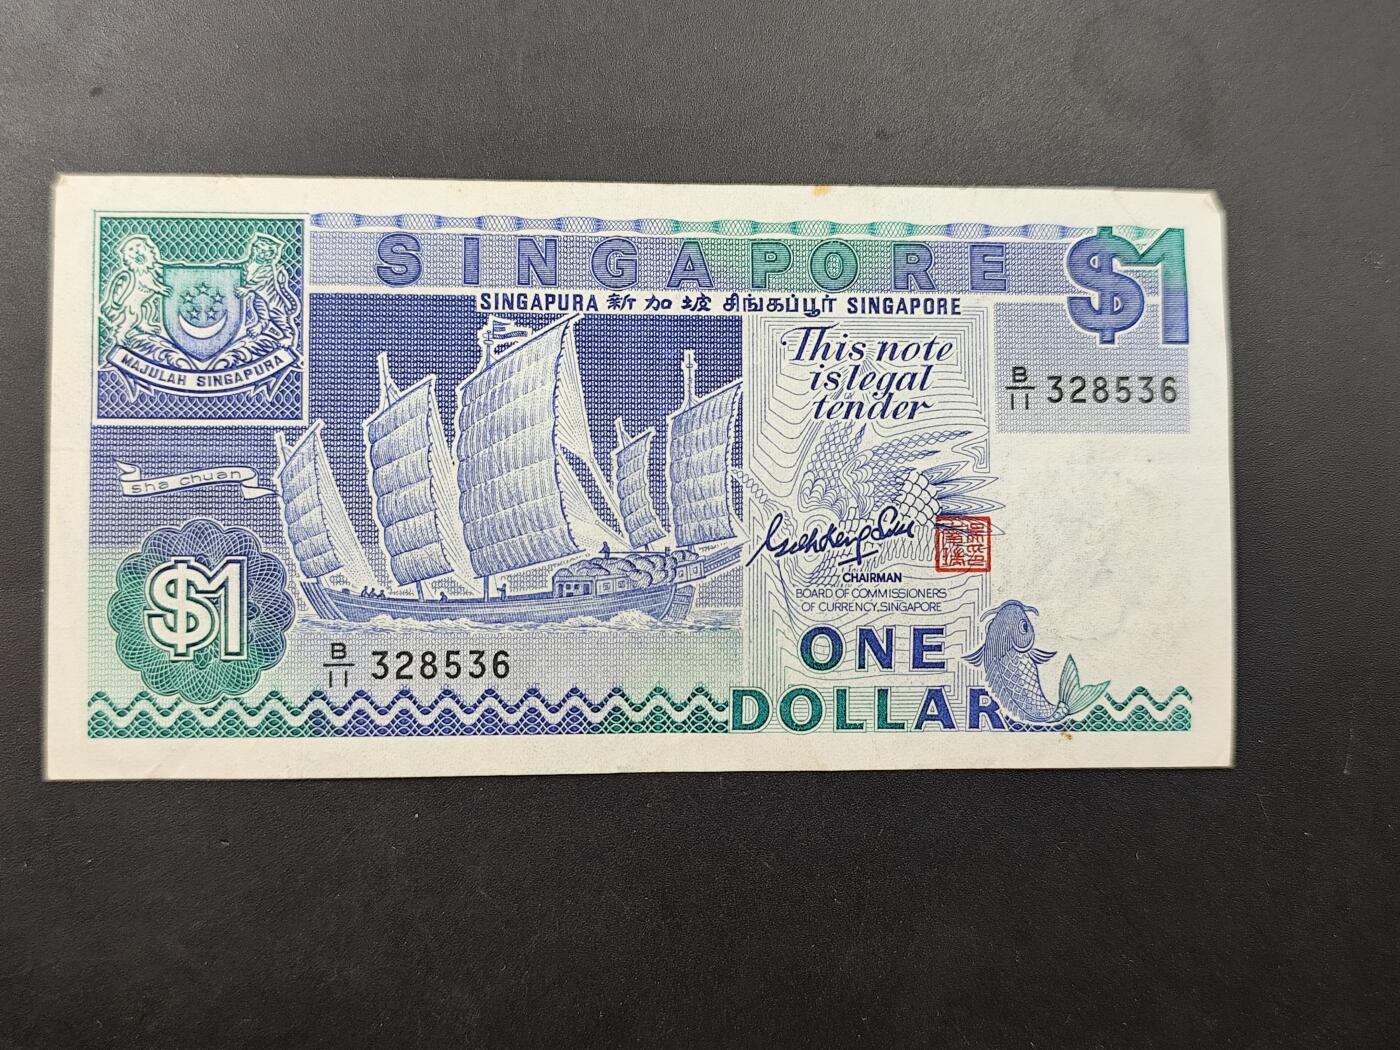 SINGAPORE
$1
SINGAPURA 新加坡 சிங்கப்பூர் SINGAPORE
MAJULAH SINGAPURA
This note
is legal
tender
B/11 328536
sha chuan
$1
CHAIRMAN
BOARD OF COMMISSIONERS
OF CURRENCY, SINGAPORE
B/11 328536
ONE
DOLLAR